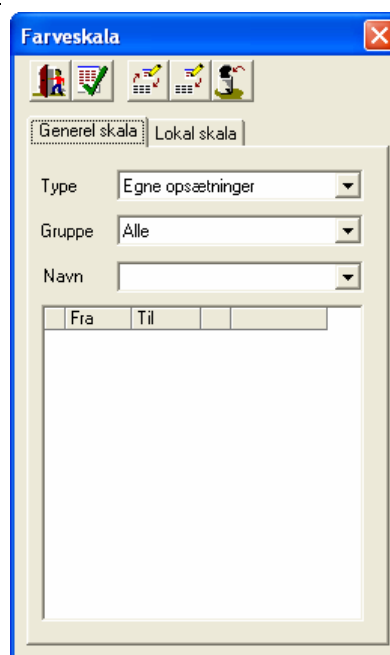 Farveskala
Generel skala Lokal skala
Type Egne opsætninger
Gruppe Alle
Navn
Fra Til